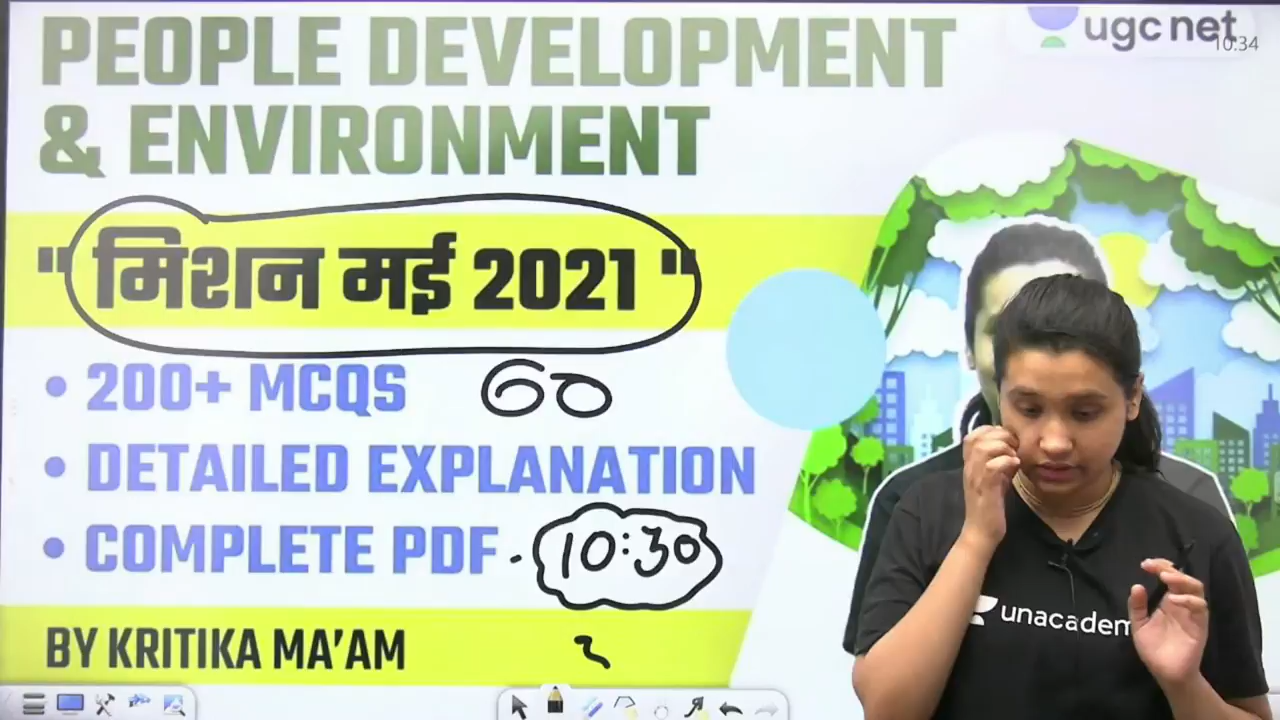 PEOPLE DEVELOPMENT
& ENVIRONMENT
ugc net
10:34
" मिशन मई 2021 "
• 200+ MCQS 60
• DETAILED EXPLANATION
• COMPLETE PDF 10:30
BY KRITIKA MA'AM
unacadem